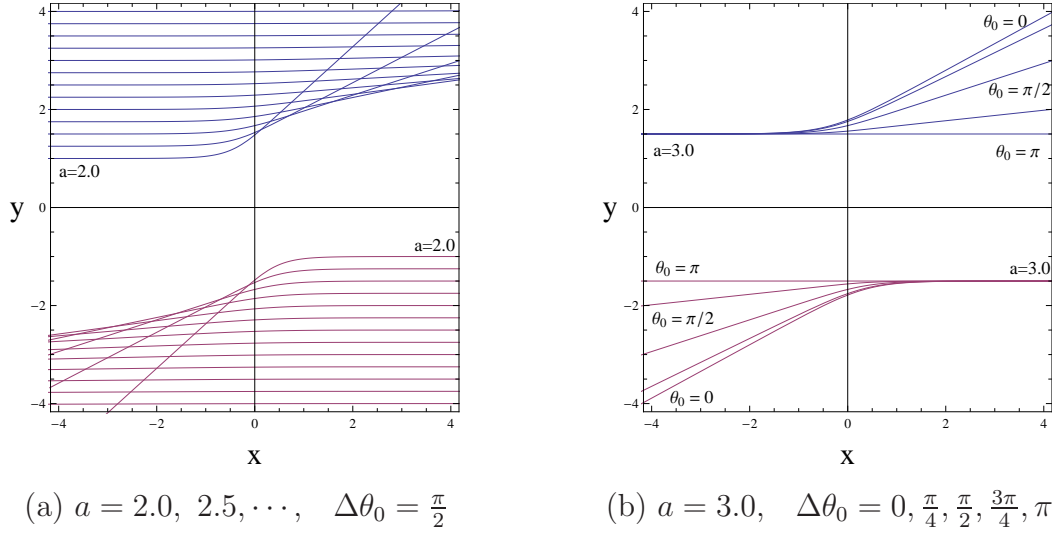 4
2
0
−2
−4
y
a=2.0
a=2.0
−4 −2 0 2 4
x
(a) a = 2.0, 2.5, ⋯, Δθ₀ = π/2
4
2
0
−2
−4
y
θ₀ = 0
θ₀ = π/2
a=3.0
θ₀ = π
θ₀ = π
a=3.0
θ₀ = π/2
θ₀ = 0
−4 −2 0 2 4
x
(b) a = 3.0, Δθ₀ = 0, π/4, π/2, 3π/4, π